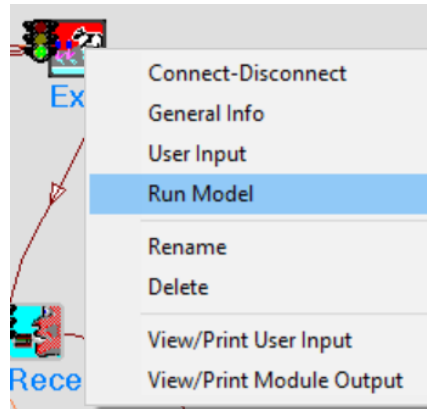 Ex
Connect-Disconnect
General Info
User Input
Run Model
Rename
Delete
View/Print User Input
View/Print Module Output
Rece